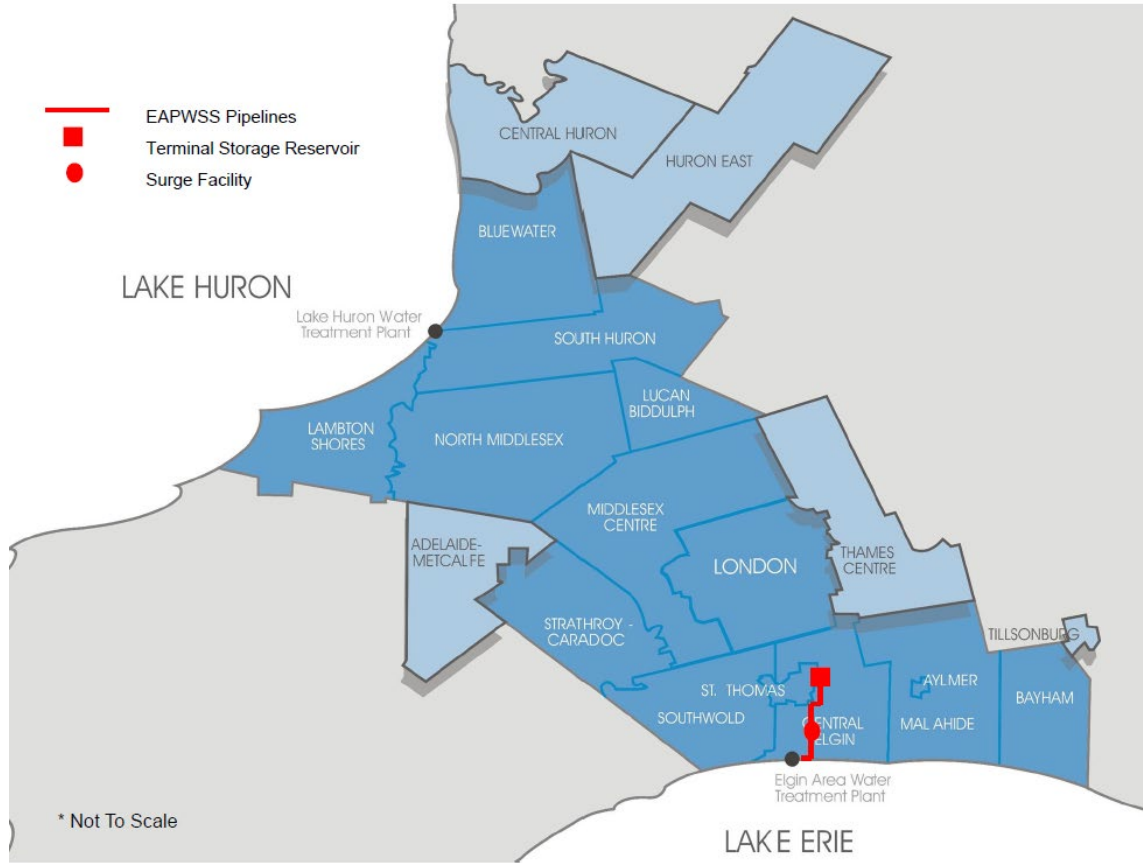 EAPWSS Pipelines
Terminal Storage Reservoir
Surge Facility
CENTRAL HURON
HURON EAST
BLUEWATER
LAKE HURON
Lake Huron Water
Treatment Plant
SOUTH HURON
LUCAN
BIDDULPH
LAMBTON
SHORES
NORTH MIDDLESEX
MIDDLESEX
CENTRE
ADELAIDE-
METCALFE
THAMES
CENTRE
LONDON
STRATHROY -
CARADOC
TILLSONBURG
ST. THOMAS
AYLMER
BAYHAM
SOUTHWOLD
CENTRAL
ELGIN
MALAHIDE
Elgin Area Water
Treatment Plant
* Not To Scale
LAKE ERIE